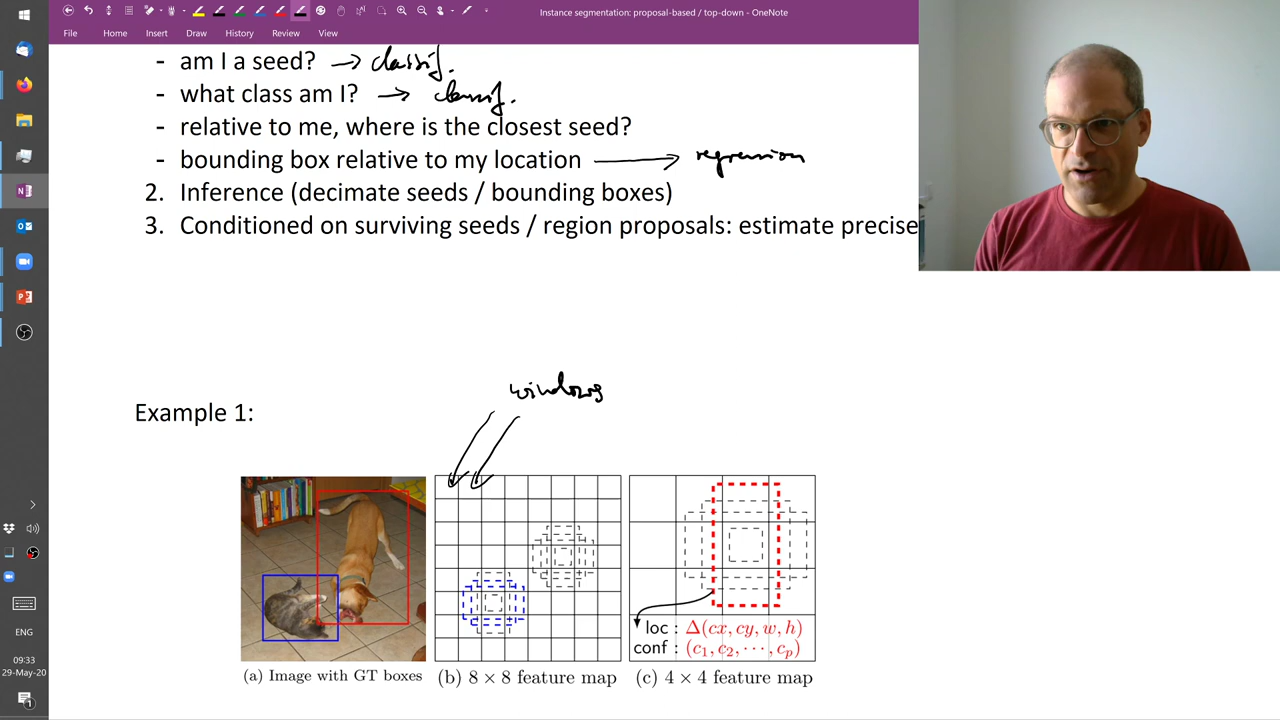 Instance segmentation: proposal-based / top-down - OneNote
File Home Insert Draw History Review View
- am I a seed? → classif.
- what class am I? → classif.
- relative to me, where is the closest seed?
- bounding box relative to my location → regression
2. Inference (decimate seeds / bounding boxes)
3. Conditioned on surviving seeds / region proposals: estimate precise
windows
Example 1:
loc : Δ(cx, cy, w, h)
conf : (c₁, c₂, ⋯, cₚ)
(a) Image with GT boxes (b) 8 × 8 feature map (c) 4 × 4 feature map
ENG
09:33
29-May-20
1